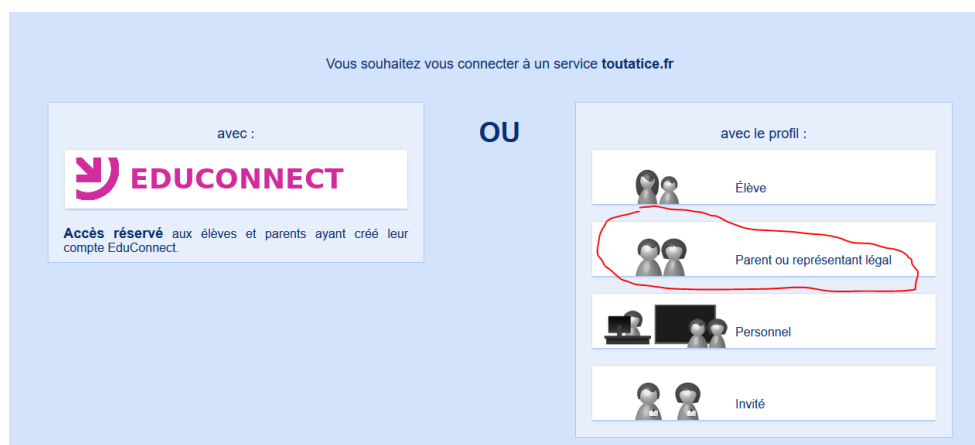 Vous souhaitez vous connecter à un service toutatice.fr
avec :
EDUCONNECT
Accès réservé aux élèves et parents ayant créé leur
compte EduConnect.
OU
avec le profil :
Élève
Parent ou représentant légal
Personnel
Invité